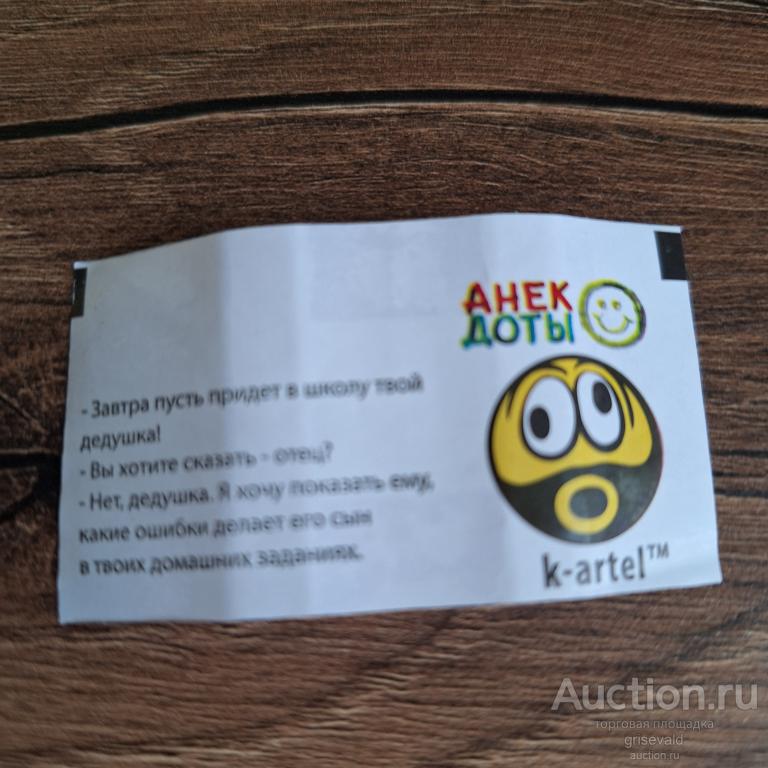 АНЕК
ДОТЫ
- Завтра пусть придет в школу твой
дедушка!
- Вы хотите сказать - отец?
- Нет, дедушка. Я хочу показать ему,
какие ошибки делает его сын
в твоих домашних заданиях.
k-artel™
Auction.ru
торговая площадка
grisevald
auction.ru